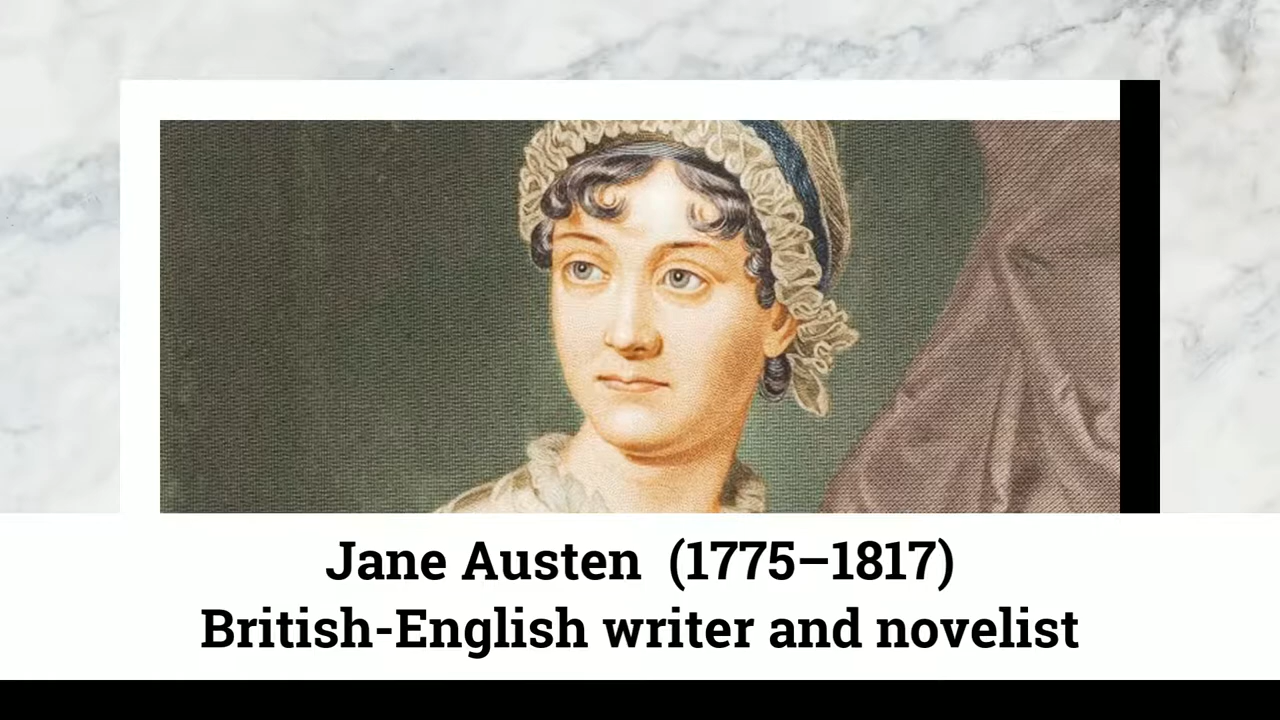 Jane Austen (1775–1817)
British-English writer and novelist